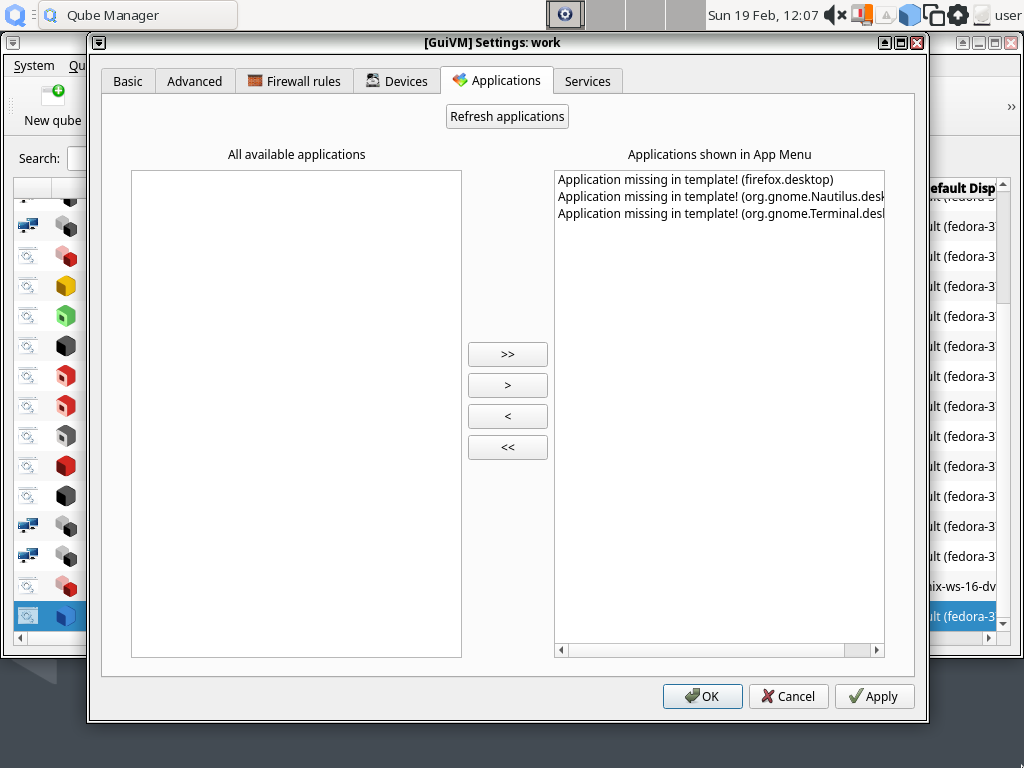 Qube Manager
Sun 19 Feb, 12:07
user
[GuiVM] Settings: work
System Qu
Basic Advanced Firewall rules Devices Applications Services
New qube
››
Refresh applications
Search:
All available applications
Applications shown in App Menu
efault Disp
Application missing in template! (firefox.desktop)
Application missing in template! (org.gnome.Nautilus.desk
Application missing in template! (org.gnome.Terminal.desl
ult (fedora-3
ult (fedora-3
ult (fedora-3
ult (fedora-3
ult (fedora-3
>>
ult (fedora-3
>
ult (fedora-3
<
ult (fedora-3
<<
ult (fedora-3
ult (fedora-3
ult (fedora-3
ult (fedora-3
nix-ws-16-dv
ult (fedora-3
OK Cancel Apply